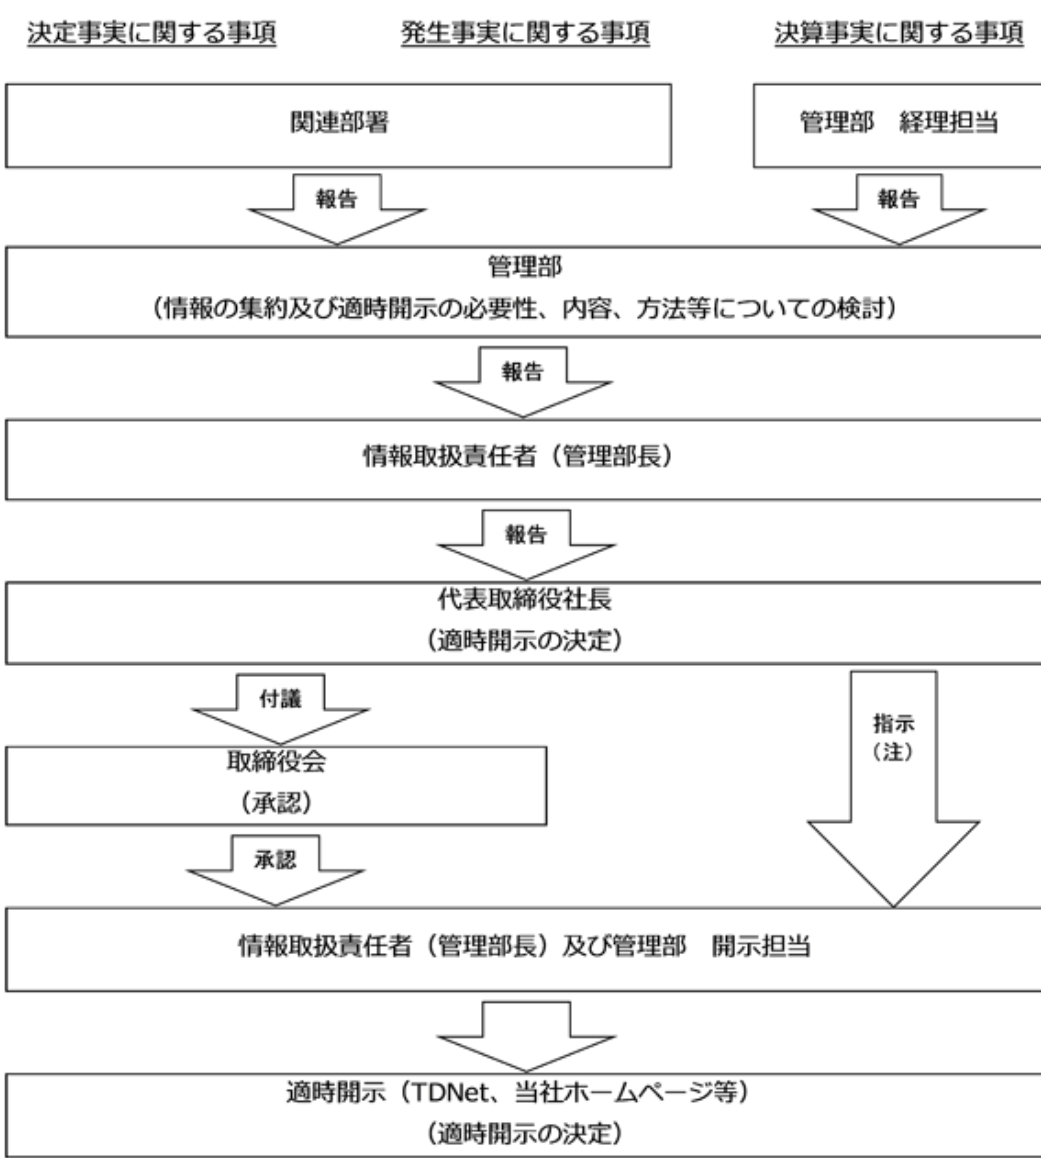 決定事実に関する事項
発生事実に関する事項
決算事実に関する事項
関連部署
管理部　経理担当
報告
報告
管理部
（情報の集約及び適時開示の必要性、内容、方法等についての検討）
報告
情報取扱責任者（管理部長）
報告
代表取締役社長
（適時開示の決定）
付議
指示
（注）
取締役会
（承認）
承認
情報取扱責任者（管理部長）及び管理部　開示担当
適時開示（TDNet、当社ホームページ等）
（適時開示の決定）